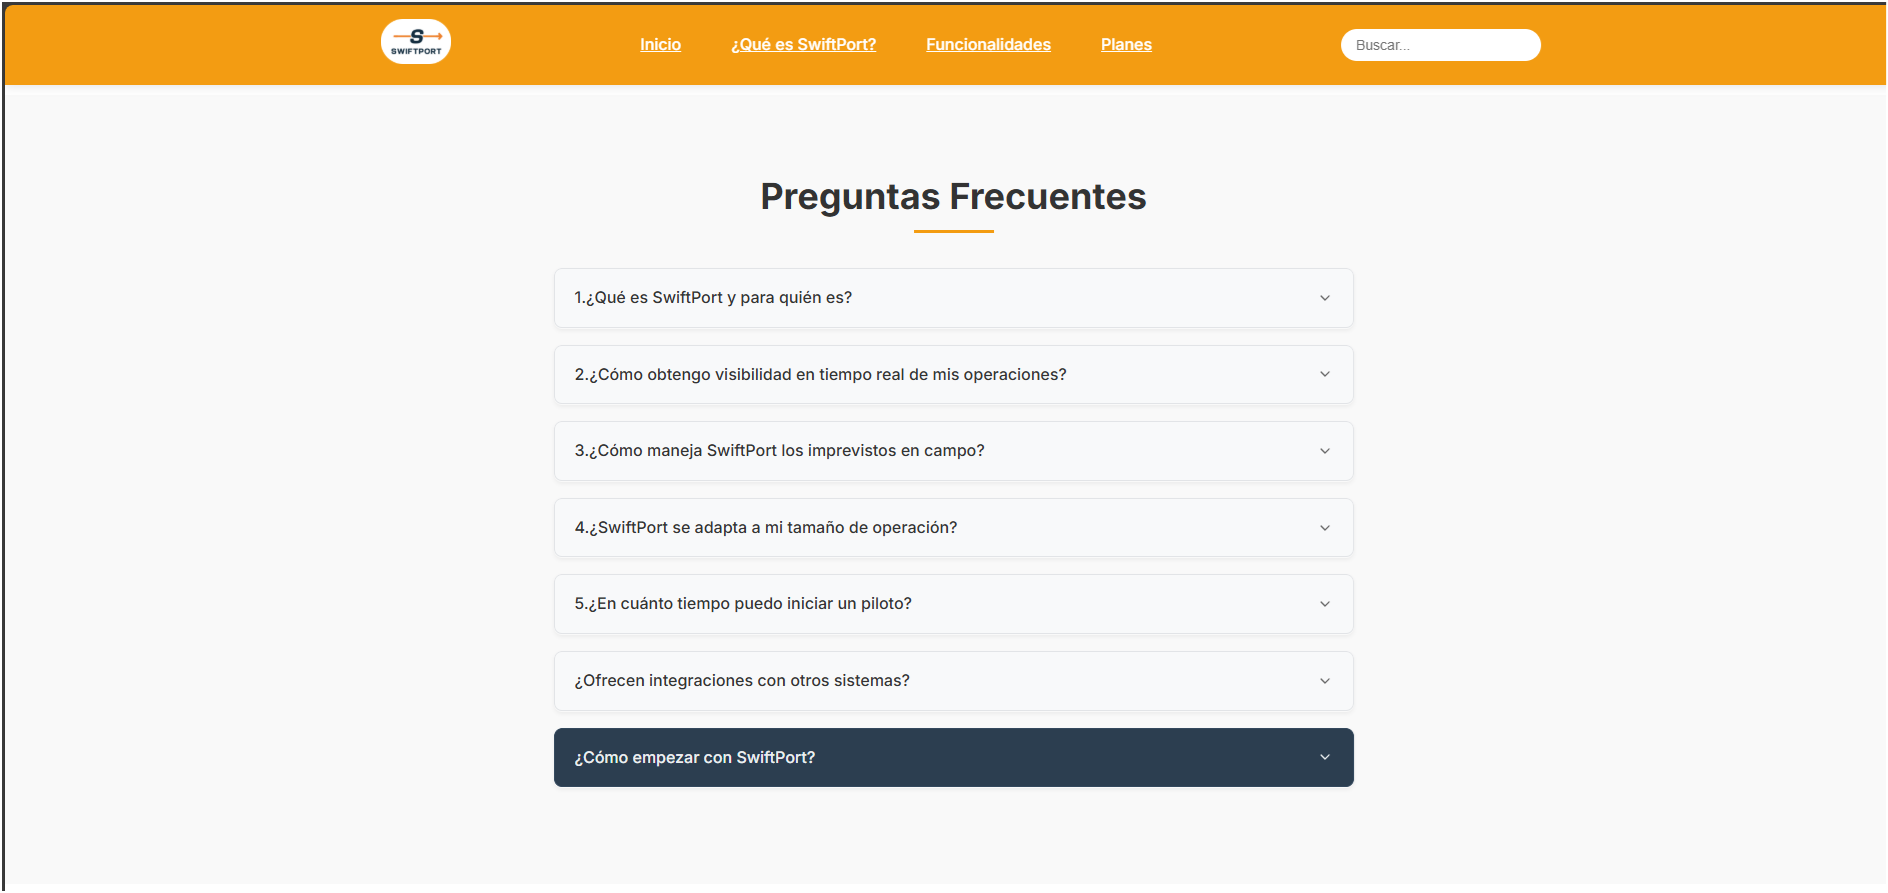 S
SWIFTPORT
Inicio
¿Qué es SwiftPort?
Funcionalidades
Planes
Buscar...
Preguntas Frecuentes
1.¿Qué es SwiftPort y para quién es?
2.¿Cómo obtengo visibilidad en tiempo real de mis operaciones?
3.¿Cómo maneja SwiftPort los imprevistos en campo?
4.¿SwiftPort se adapta a mi tamaño de operación?
5.¿En cuánto tiempo puedo iniciar un piloto?
¿Ofrecen integraciones con otros sistemas?
¿Cómo empezar con SwiftPort?